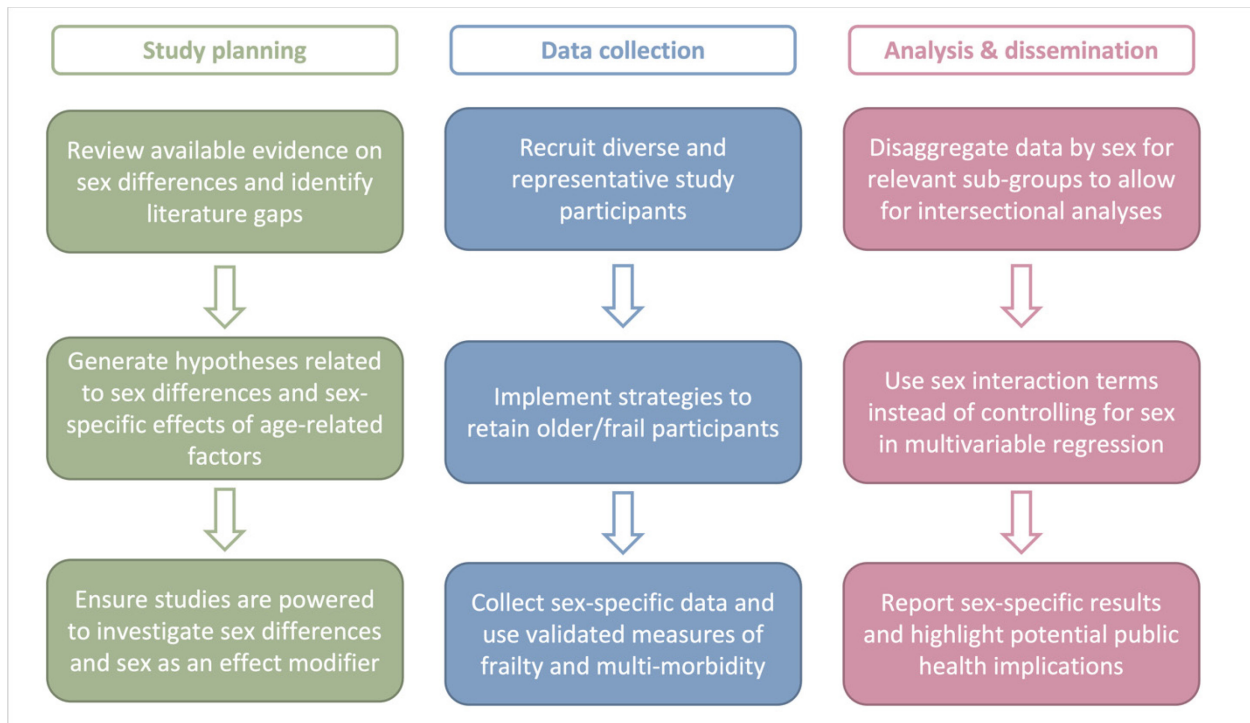 Study planning
Review available evidence on
sex differences and identify
literature gaps
Generate hypotheses related
to sex differences and sex-
specific effects of age-related
factors
Ensure studies are powered
to investigate sex differences
and sex as an effect modifier
Data collection
Recruit diverse and
representative study
participants
Implement strategies to
retain older/frail participants
Collect sex-specific data and
use validated measures of
frailty and multi-morbidity
Analysis & dissemination
Disaggregate data by sex for
relevant sub-groups to allow
for intersectional analyses
Use sex interaction terms
instead of controlling for sex
in multivariable regression
Report sex-specific results
and highlight potential public
health implications